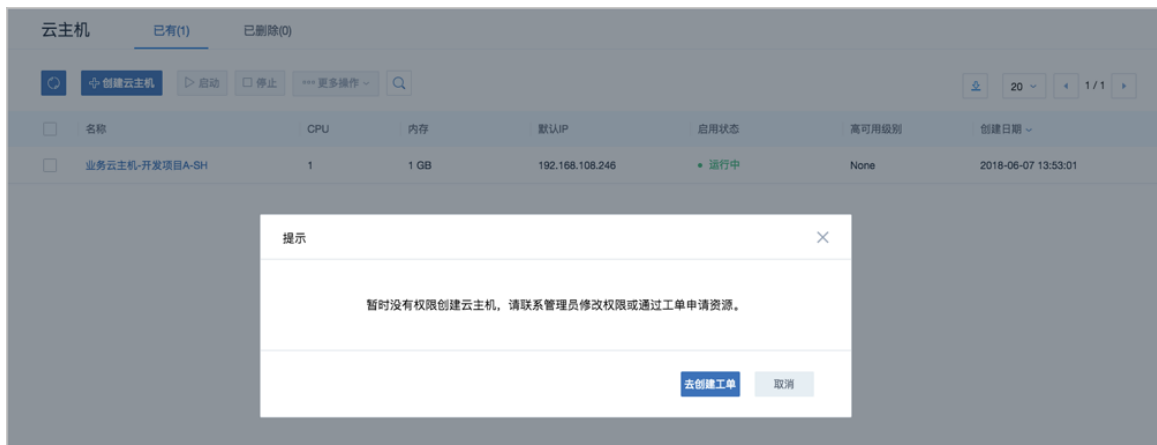 云主机 已有(1) 已删除(0)
创建云主机 启动 停止 更多操作 20 1 / 1
名称 CPU 内存 默认IP 启用状态 高可用级别 创建日期
业务云主机-开发项目A-SH 1 1 GB 192.168.108.246 运行中 None 2018-06-07 13:53:01
提示
暂时没有权限创建云主机，请联系管理员修改权限或通过工单申请资源。
去创建工单 取消